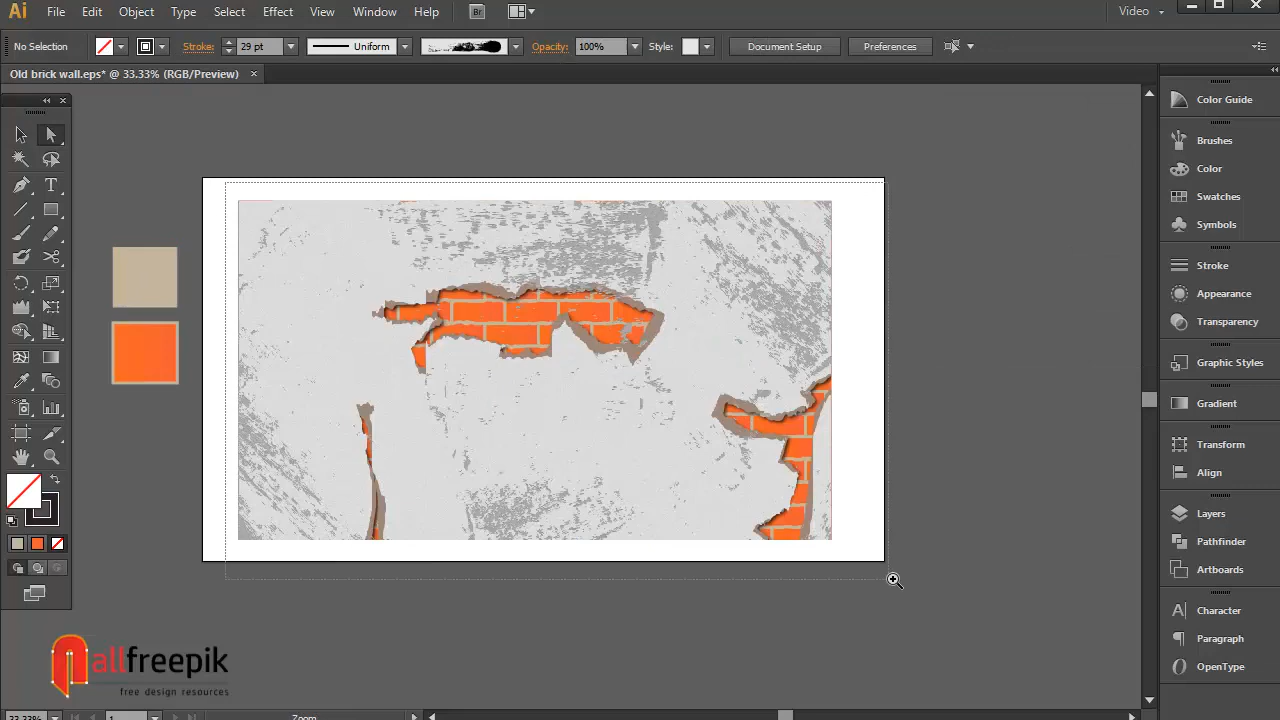 Ai File Edit Object Type Select Effect View Window Help Br Video
No Selection Stroke: 29 pt Uniform Opacity: 100% Style: Document Setup Preferences
Old brick wall.eps* @ 33.33% (RGB/Preview)
Color Guide
Brushes
Color
Swatches
Symbols
Stroke
Appearance
Transparency
Graphic Styles
Gradient
Transform
Align
Layers
Pathfinder
Artboards
Character
Paragraph
OpenType
T
A
allfreepik
free design resources
33.33% 1 Zoom